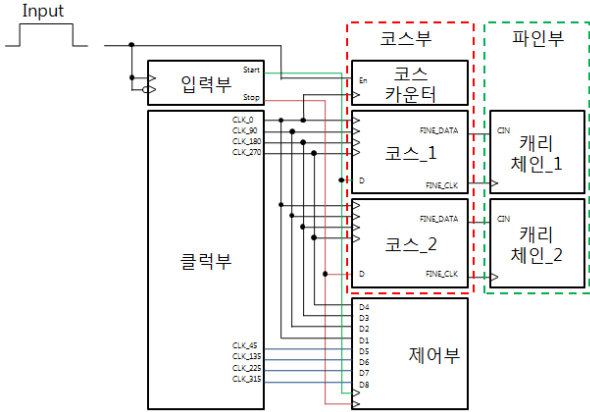 Input
코스부
파인부
입력부
Start
Stop
En
코스
카운터
CLK_0
CLK_90
CLK_180
CLK_270
클럭부
CLK_45
CLK_135
CLK_225
CLK_315
FINE_DATA
코스_1
D
FINE_CLK
CIN
캐리
체인_1
FINE_DATA
코스_2
D
FINE_CLK
CIN
캐리
체인_2
D4
D3
D2
D1
D5
D6
D7
D8
제어부